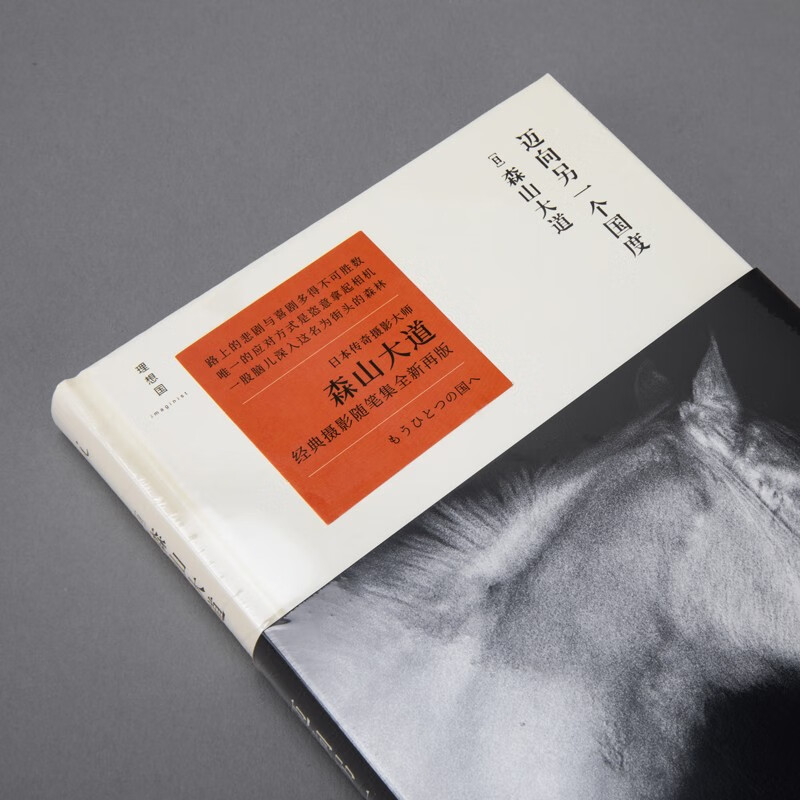 迈向另一个国度
[日] 森山大道
路上的悲剧与喜剧多得不可胜数
唯一的应对方式是恣意拿起相机
一股脑儿深入这名为街头的森林
日本传奇摄影大师
森山大道
经典摄影随笔集全新再版
もうひとつの国へ
理想国
imaginist